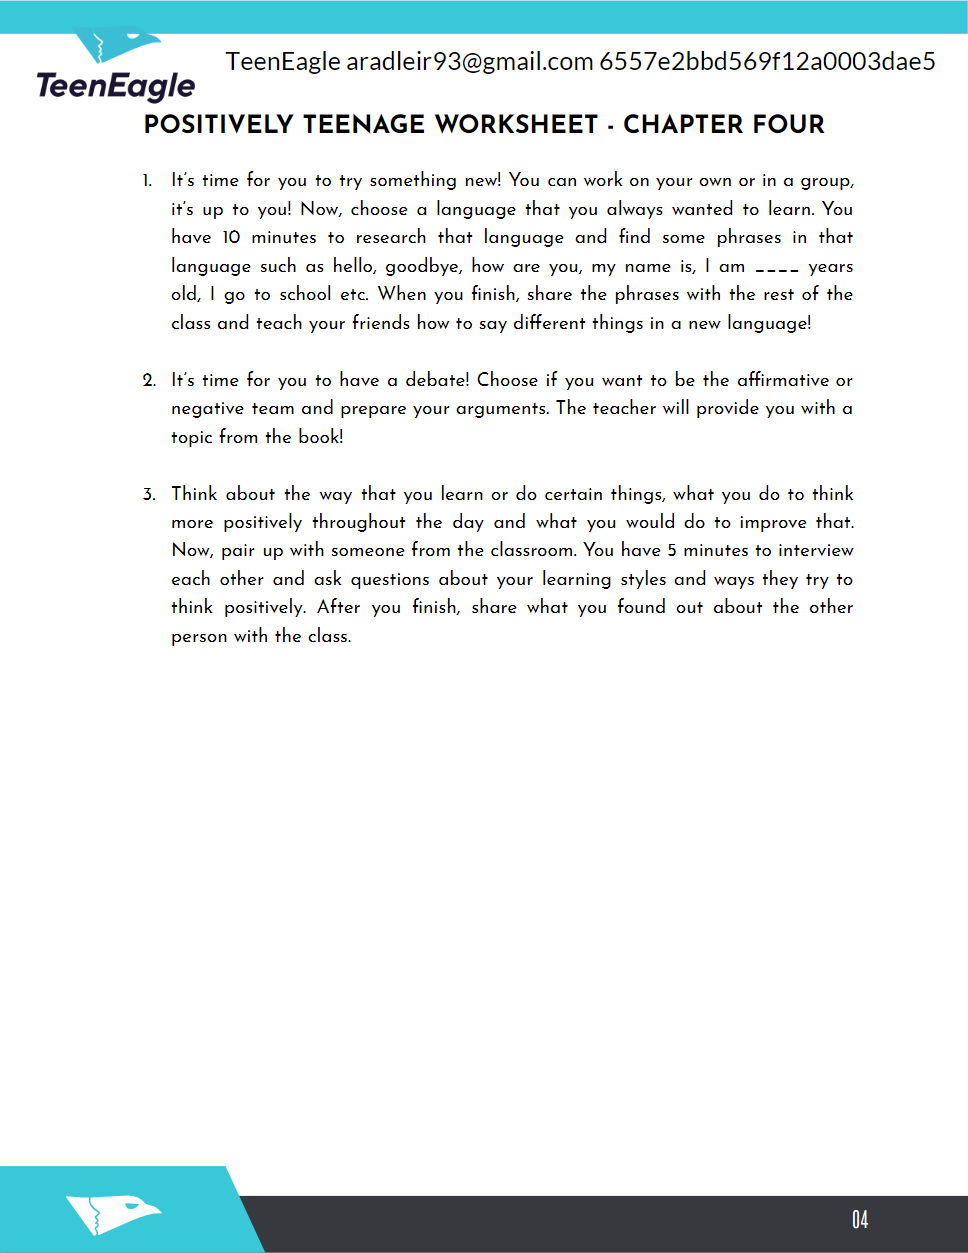 TeenEagle aradleir93@gmail.com 6557e2bbd569f12a0003dae5
TeenEagle
POSITIVELY TEENAGE WORKSHEET - CHAPTER FOUR
1. It's time for you to try something new! You can work on your own or in a group,
it's up to you! Now, choose a language that you always wanted to learn. You
have 10 minutes to research that language and find some phrases in that
language such as hello, goodbye, how are you, my name is, I am ____ years
old, I go to school etc. When you finish, share the phrases with the rest of the
class and teach your friends how to say different things in a new language!
2. It's time for you to have a debate! Choose if you want to be the affirmative or
negative team and prepare your arguments. The teacher will provide you with a
topic from the book!
3. Think about the way that you learn or do certain things, what you do to think
more positively throughout the day and what you would do to improve that.
Now, pair up with someone from the classroom. You have 5 minutes to interview
each other and ask questions about your learning styles and ways they try to
think positively. After you finish, share what you found out about the other
person with the class.
04